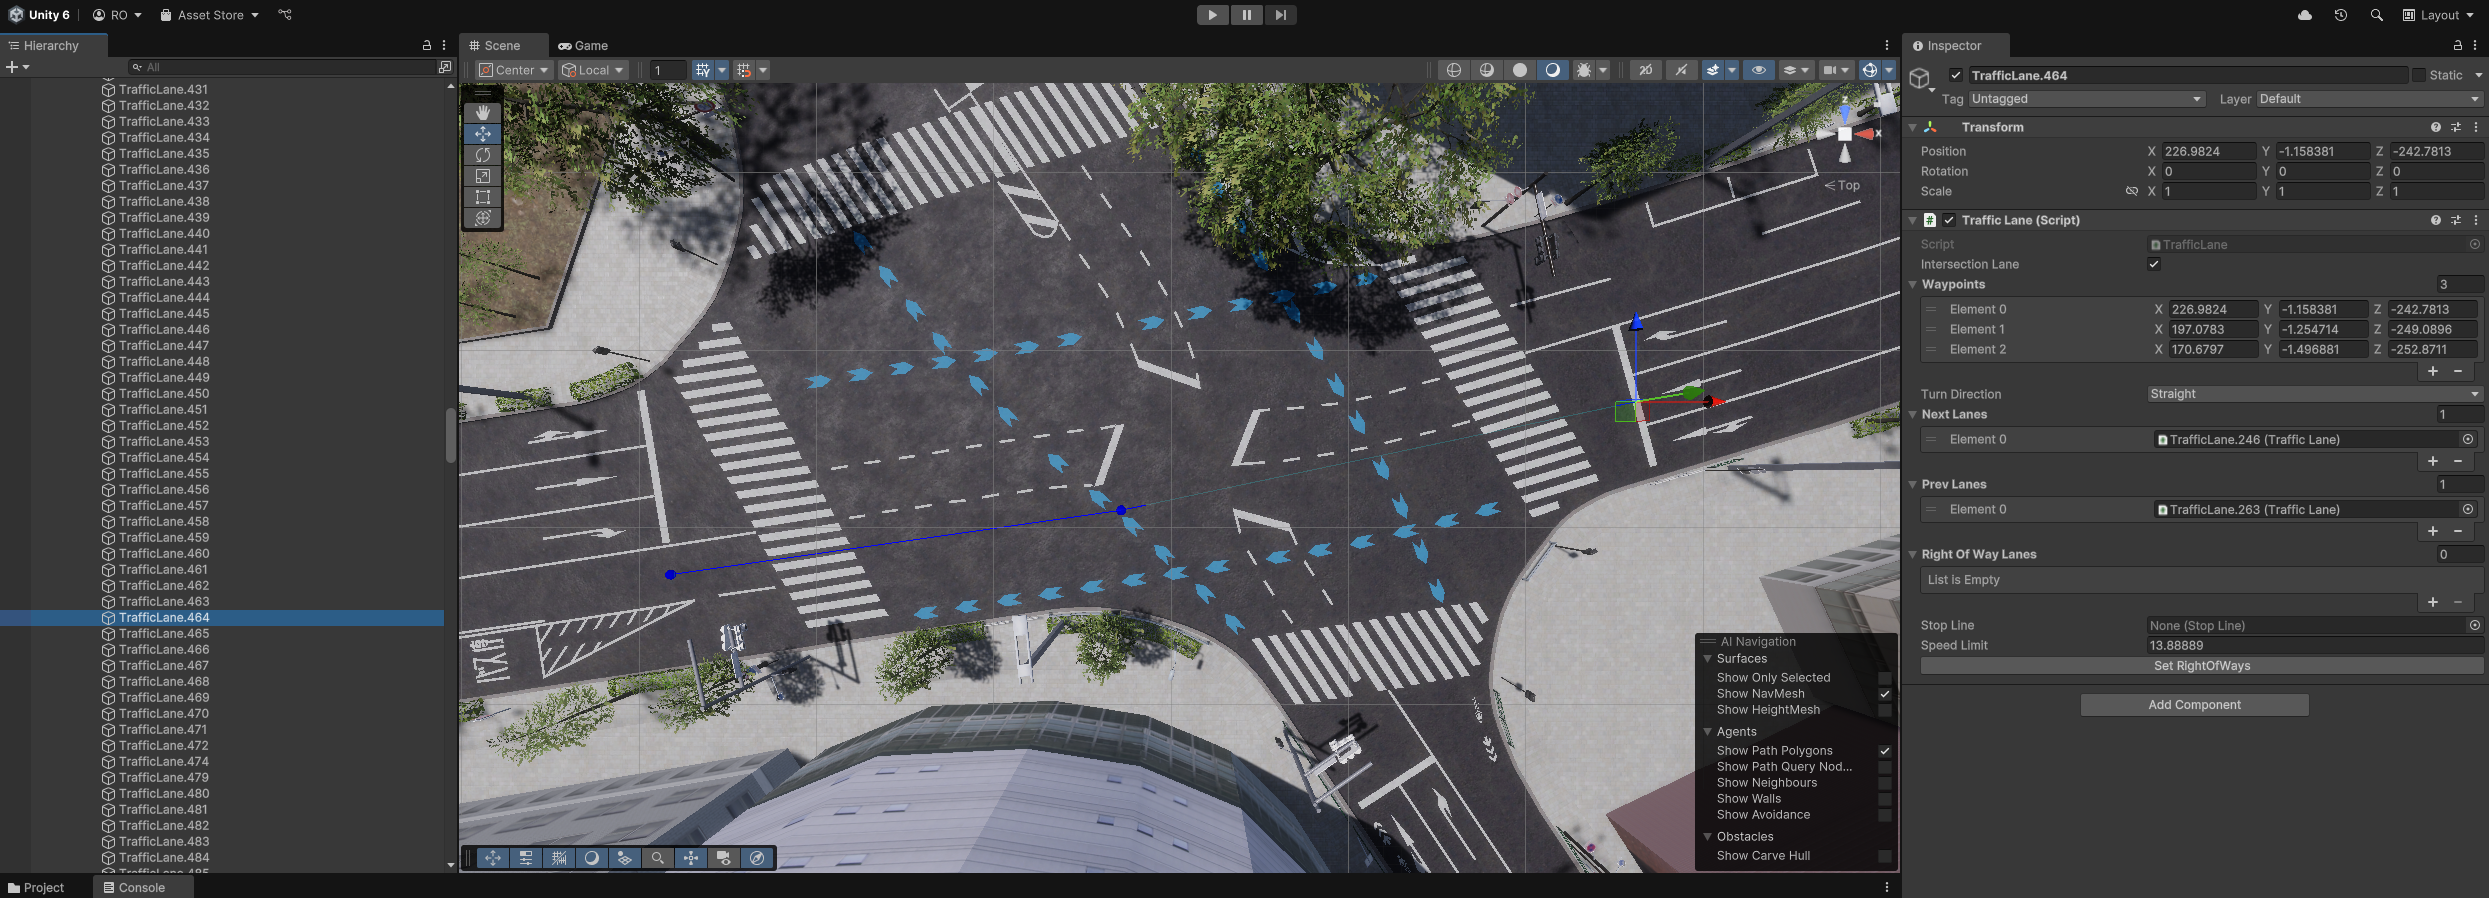 Unity 6
RO
Asset Store
Layout
Hierarchy
All
TrafficLane.431
TrafficLane.432
TrafficLane.433
TrafficLane.434
TrafficLane.435
TrafficLane.436
TrafficLane.437
TrafficLane.438
TrafficLane.439
TrafficLane.440
TrafficLane.441
TrafficLane.442
TrafficLane.443
TrafficLane.444
TrafficLane.445
TrafficLane.446
TrafficLane.447
TrafficLane.448
TrafficLane.449
TrafficLane.450
TrafficLane.451
TrafficLane.452
TrafficLane.453
TrafficLane.454
TrafficLane.455
TrafficLane.456
TrafficLane.457
TrafficLane.458
TrafficLane.459
TrafficLane.460
TrafficLane.461
TrafficLane.462
TrafficLane.463
TrafficLane.464
TrafficLane.465
TrafficLane.466
TrafficLane.467
TrafficLane.468
TrafficLane.469
TrafficLane.470
TrafficLane.471
TrafficLane.472
TrafficLane.474
TrafficLane.479
TrafficLane.480
TrafficLane.481
TrafficLane.482
TrafficLane.483
TrafficLane.484
Scene
Game
Center
Local
1
2D
z
x
Top
AI Navigation
Surfaces
Show Only Selected
Show NavMesh
Show HeightMesh
Agents
Show Path Polygons
Show Path Query Nod...
Show Neighbours
Show Walls
Show Avoidance
Obstacles
Show Carve Hull
Inspector
TrafficLane.464
Static
Tag Untagged Layer Default
Transform
Position X 226.9824 Y -1.158381 Z -242.7813
Rotation X 0 Y 0 Z 0
Scale X 1 Y 1 Z 1
Traffic Lane (Script)
Script TrafficLane
Intersection Lane
Waypoints 3
Element 0 X 226.9824 Y -1.158381 Z -242.7813
Element 1 X 197.0783 Y -1.254714 Z -249.0896
Element 2 X 170.6797 Y -1.496881 Z -252.8711
Turn Direction Straight
Next Lanes 1
Element 0 TrafficLane.246 (Traffic Lane)
Prev Lanes 1
Element 0 TrafficLane.263 (Traffic Lane)
Right Of Way Lanes 0
List is Empty
Stop Line None (Stop Line)
Speed Limit 13.88889
Set RightOfWays
Add Component
Project
Console